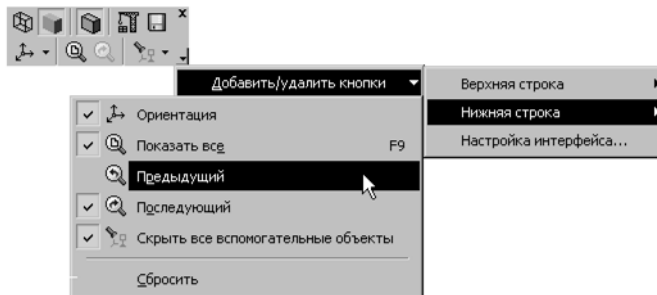 Добавить/удалить кнопки
Верхняя строка
Нижняя строка
Настройка интерфейса...
Ориентация
Показать все F9
Предыдущий
Последующий
Скрыть все вспомогательные объекты
Сбросить